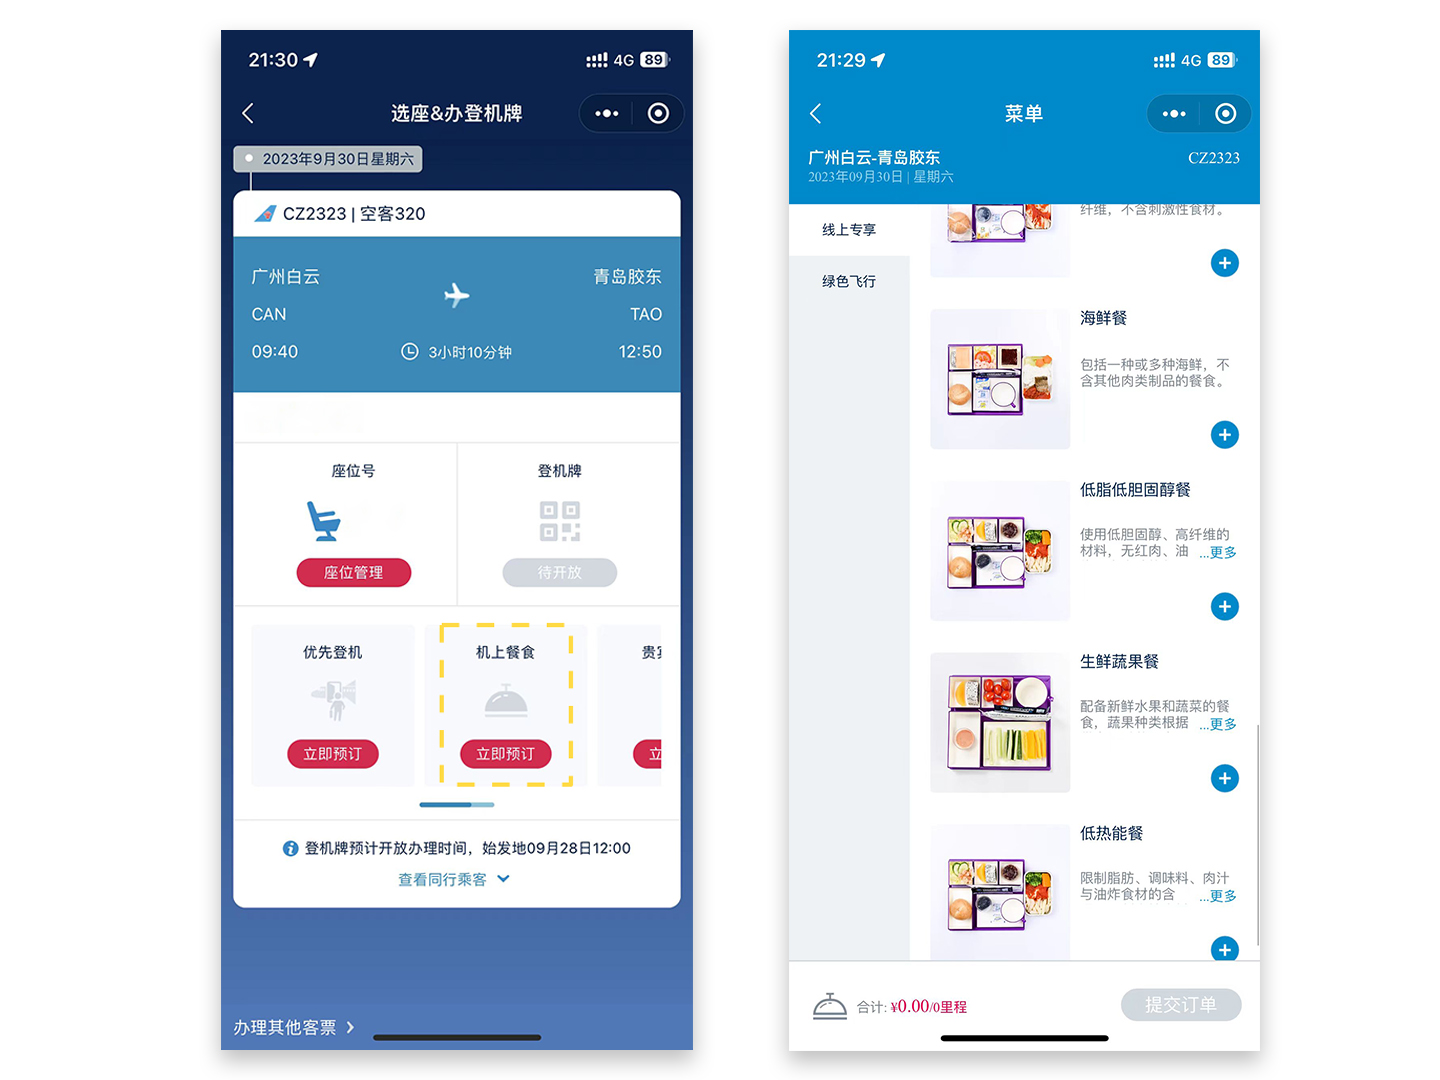 21:30
4G 89
选座&办登机牌
2023年9月30日星期六
CZ2323 | 空客320
广州白云
青岛胶东
CAN
TAO
09:40
3小时10分钟
12:50
座位号
登机牌
座位管理
待开放
优先登机
机上餐食
立即预订
立即预订
立
登机牌预计开放办理时间，始发地09月28日12:00
查看同行乘客
办理其他客票
21:29
4G 89
菜单
广州白云-青岛胶东
CZ2323
2023年09月30日 | 星期六
线上专享
绿色飞行
纤维，不含刺激性食材。
海鲜餐
包括一种或多种海鲜，不
含其他肉类制品的餐食。
低脂低胆固醇餐
使用低胆固醇、高纤维的
材料，无红肉、油 ...更多
生鲜蔬果餐
配备新鲜水果和蔬菜的餐
食，蔬果种类根据 ...更多
低热能餐
限制脂肪、调味料、肉汁
与油炸食材的含 ...更多
合计: ¥0.00/0里程
提交订单